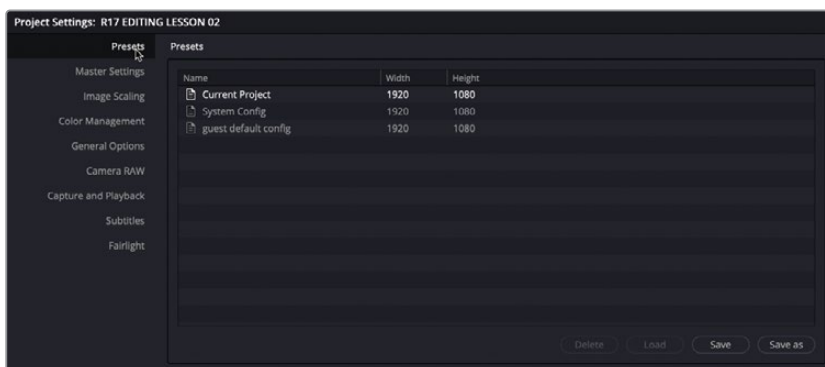 Project Settings: R17 EDITING LESSON 02
Presets
Master Settings
Image Scaling
Color Management
General Options
Camera RAW
Capture and Playback
Subtitles
Fairlight
Presets
Name Width Height
Current Project 1920 1080
System Config 1920 1080
guest default config 1920 1080
Delete Load Save Save as